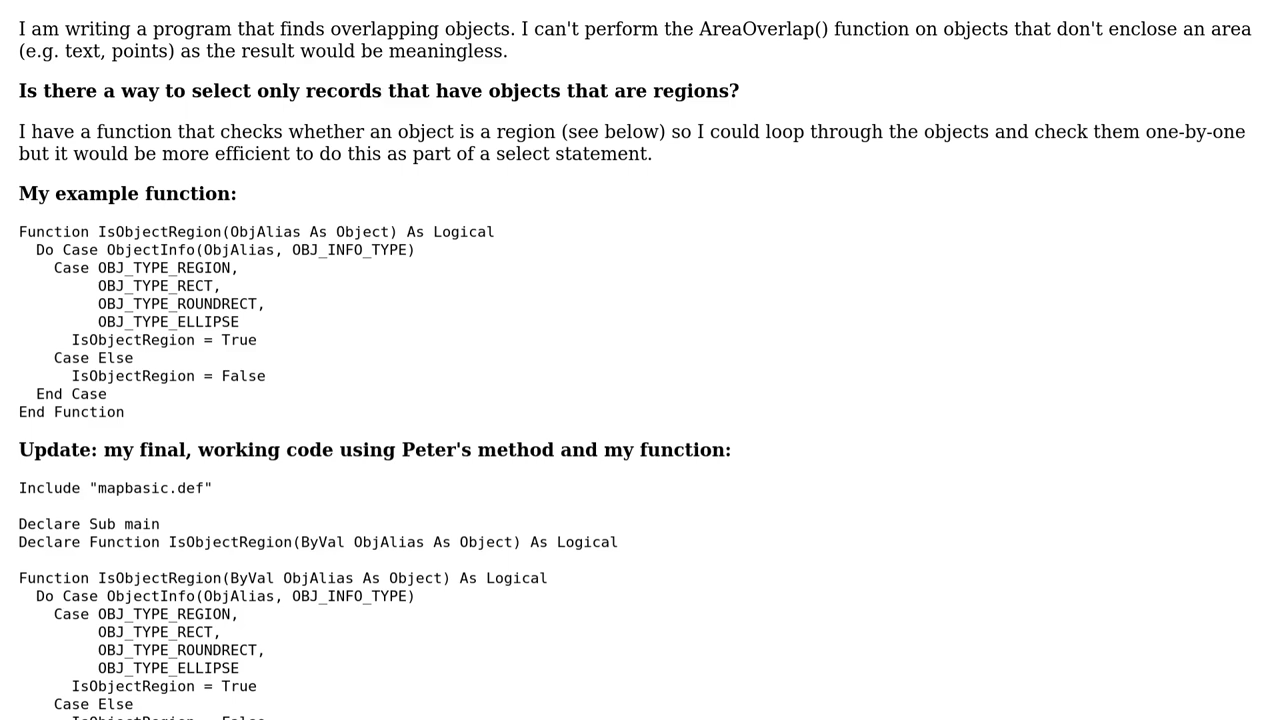 I am writing a program that finds overlapping objects. I can't perform the AreaOverlap() function on objects that don't enclose an area
(e.g. text, points) as the result would be meaningless.
Is there a way to select only records that have objects that are regions?
I have a function that checks whether an object is a region (see below) so I could loop through the objects and check them one-by-one
but it would be more efficient to do this as part of a select statement.
My example function:
Function IsObjectRegion(ObjAlias As Object) As Logical
  Do Case ObjectInfo(ObjAlias, OBJ_INFO_TYPE)
    Case OBJ_TYPE_REGION,
         OBJ_TYPE_RECT,
         OBJ_TYPE_ROUNDRECT,
         OBJ_TYPE_ELLIPSE
      IsObjectRegion = True
    Case Else
      IsObjectRegion = False
  End Case
End Function
Update: my final, working code using Peter's method and my function:
Include "mapbasic.def"
Declare Sub main
Declare Function IsObjectRegion(ByVal ObjAlias As Object) As Logical
Function IsObjectRegion(ByVal ObjAlias As Object) As Logical
  Do Case ObjectInfo(ObjAlias, OBJ_INFO_TYPE)
    Case OBJ_TYPE_REGION,
         OBJ_TYPE_RECT,
         OBJ_TYPE_ROUNDRECT,
         OBJ_TYPE_ELLIPSE
      IsObjectRegion = True
    Case Else
      IsObjectRegion = False